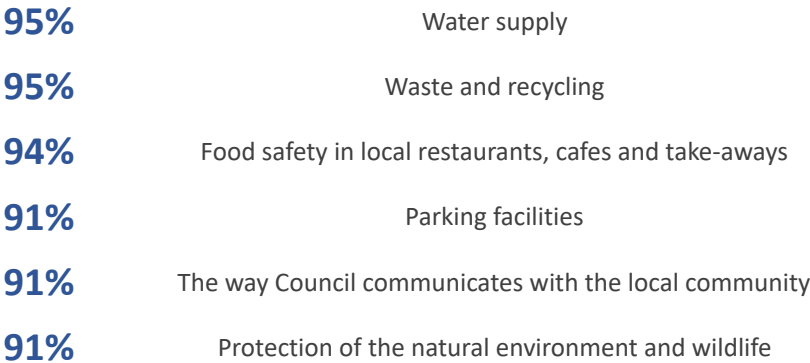 95% Water supply
95% Waste and recycling
94% Food safety in local restaurants, cafes and take-aways
91% Parking facilities
91% The way Council communicates with the local community
91% Protection of the natural environment and wildlife